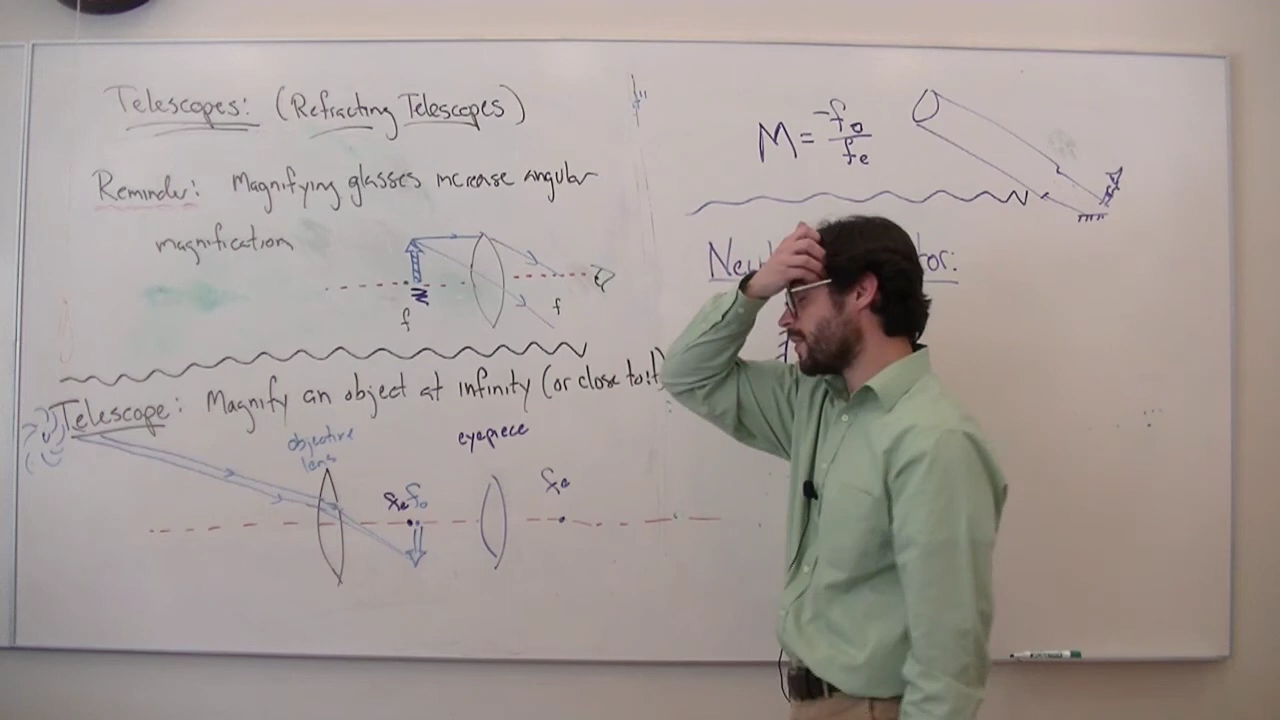 Telescopes: (Refracting Telescopes)
Reminder: Magnifying glasses increase angular
magnification
f
f
Telescope: Magnify an object at infinity (or close to it)
objective
lens
eyepiece
fe fo
fe
M = -fo/fe